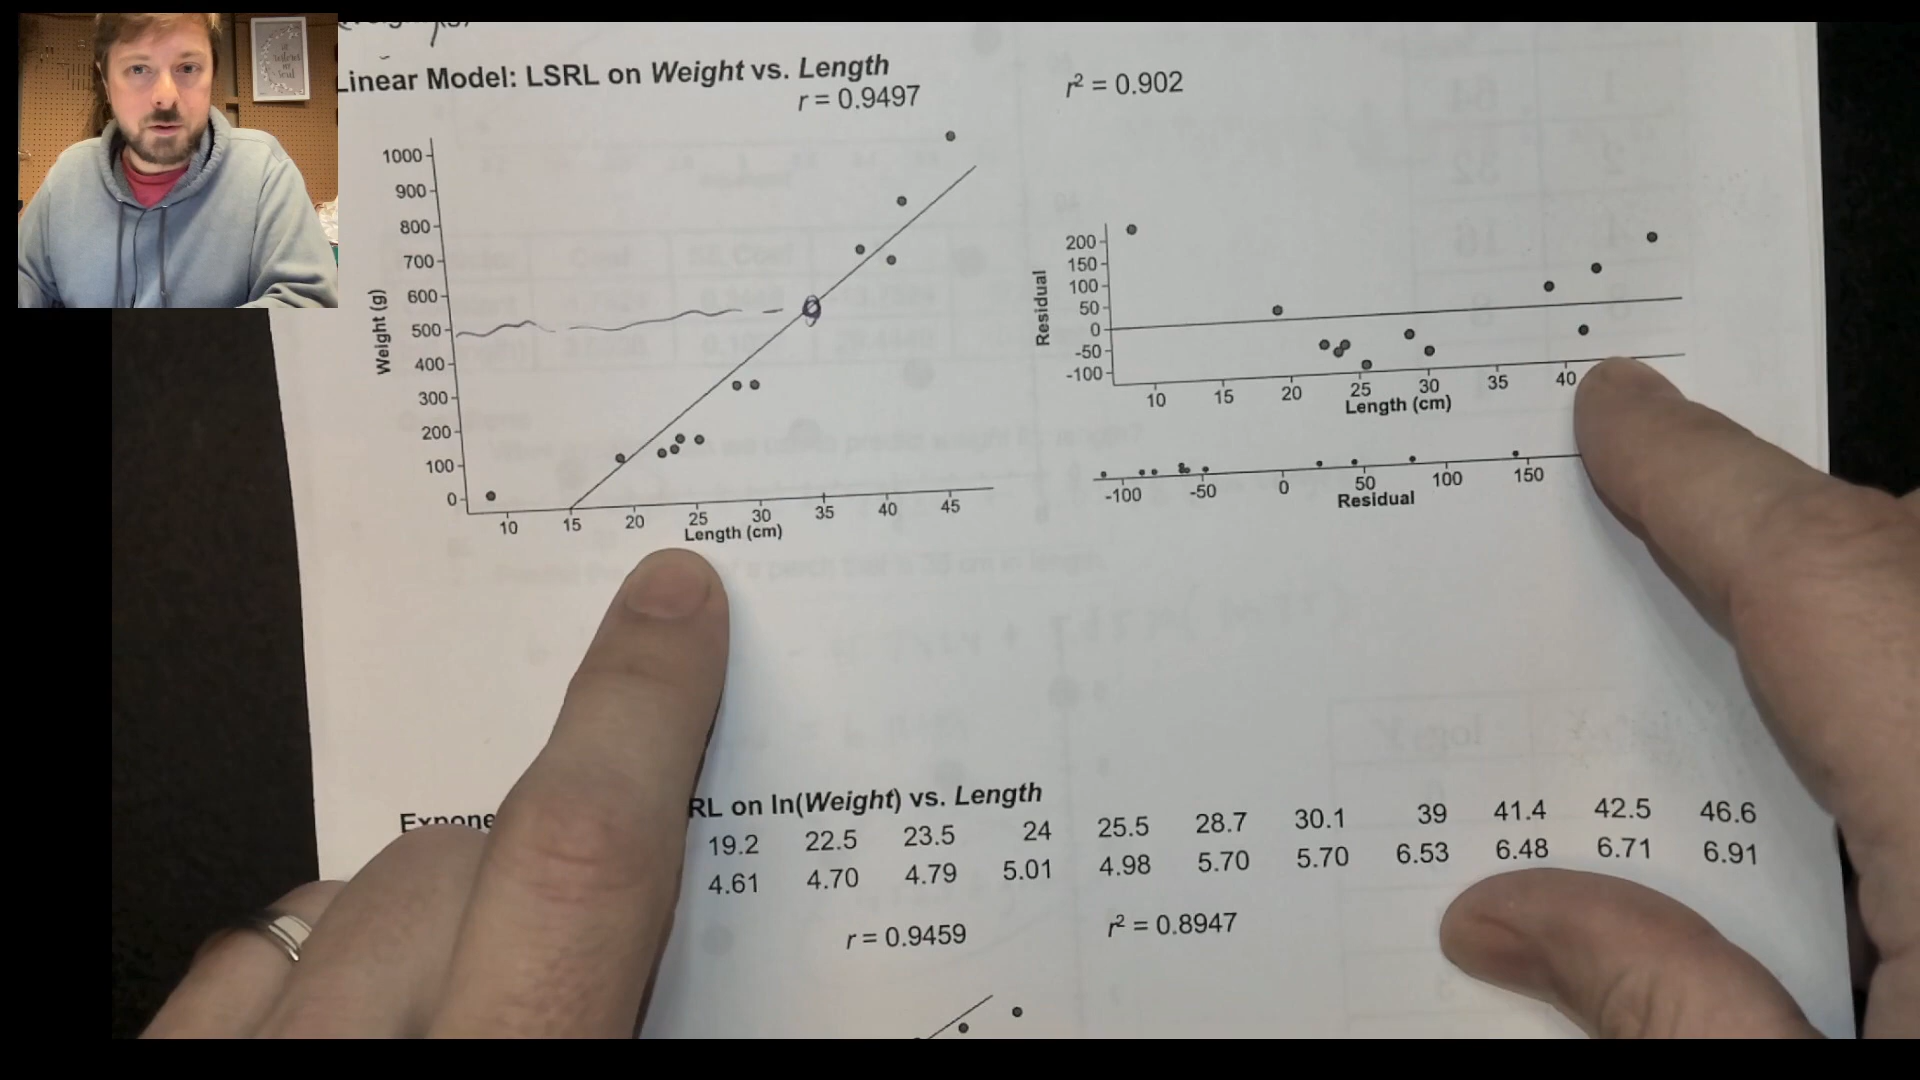 Linear Model: LSRL on Weight vs. Length
r = 0.9497
r² = 0.902
1000
900
800
700
600
500
400
300
200
100
0
Weight (g)
10 15 20 25 30 35 40 45
Length (cm)
200
150
100
50
0
-50
-100
Residual
10 15 20 25 30 35 40
Length (cm)
-100 -50 0 50 100 150
Residual
RL on ln(Weight) vs. Length
19.2 22.5 23.5 24 25.5 28.7 30.1 39 41.4 42.5 46.6
4.61 4.70 4.79 5.01 4.98 5.70 5.70 6.53 6.48 6.71 6.91
r = 0.9459
r² = 0.8947